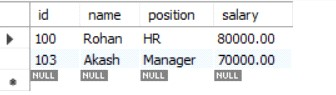 id name position salary
100 Rohan HR 80000.00
103 Akash Manager 70000.00
NULL NULL NULL NULL